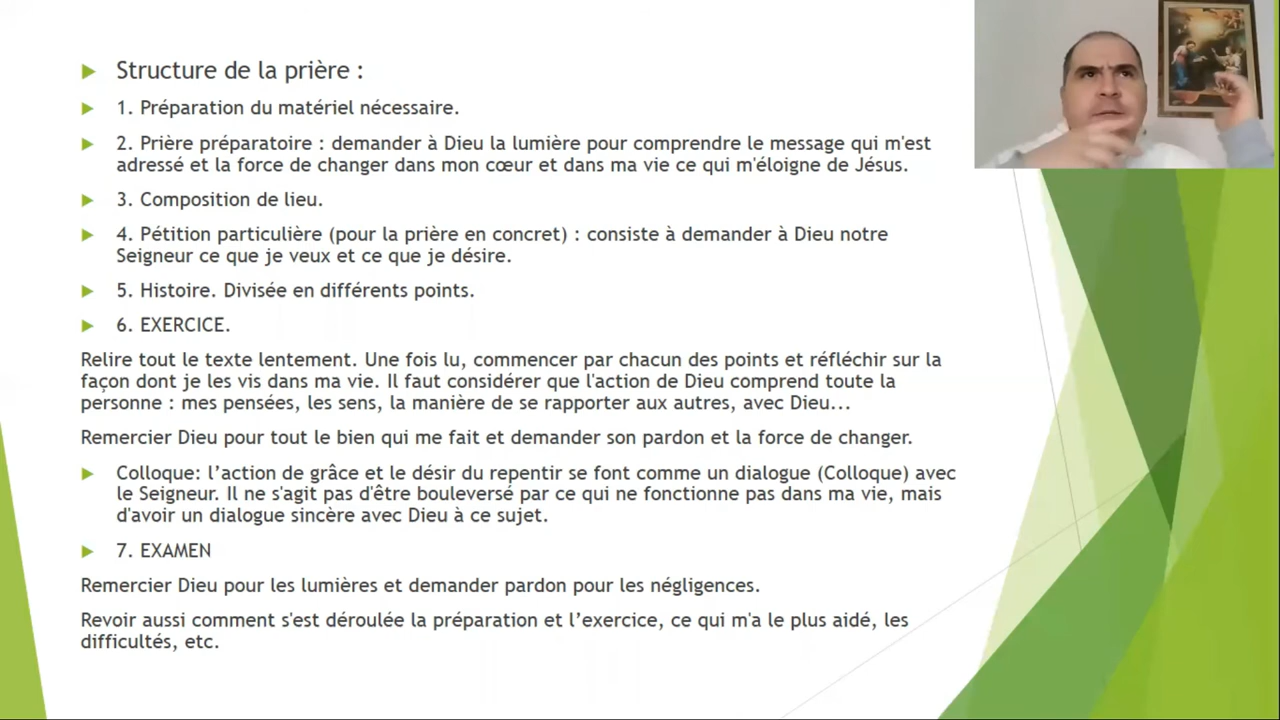 Structure de la prière :
1. Préparation du matériel nécessaire.
2. Prière préparatoire : demander à Dieu la lumière pour comprendre le message qui m'est
adressé et la force de changer dans mon cœur et dans ma vie ce qui m'éloigne de Jésus.
3. Composition de lieu.
4. Pétition particulière (pour la prière en concret) : consiste à demander à Dieu notre
Seigneur ce que je veux et ce que je désire.
5. Histoire. Divisée en différents points.
6. EXERCICE.
Relire tout le texte lentement. Une fois lu, commencer par chacun des points et réfléchir sur la
façon dont je les vis dans ma vie. Il faut considérer que l'action de Dieu comprend toute la
personne : mes pensées, les sens, la manière de se rapporter aux autres, avec Dieu...
Remercier Dieu pour tout le bien qui me fait et demander son pardon et la force de changer.
Colloque: l’action de grâce et le désir du repentir se font comme un dialogue (Colloque) avec
le Seigneur. Il ne s'agit pas d'être bouleversé par ce qui ne fonctionne pas dans ma vie, mais
d'avoir un dialogue sincère avec Dieu à ce sujet.
7. EXAMEN
Remercier Dieu pour les lumières et demander pardon pour les négligences.
Revoir aussi comment s'est déroulée la préparation et l’exercice, ce qui m'a le plus aidé, les
difficultés, etc.